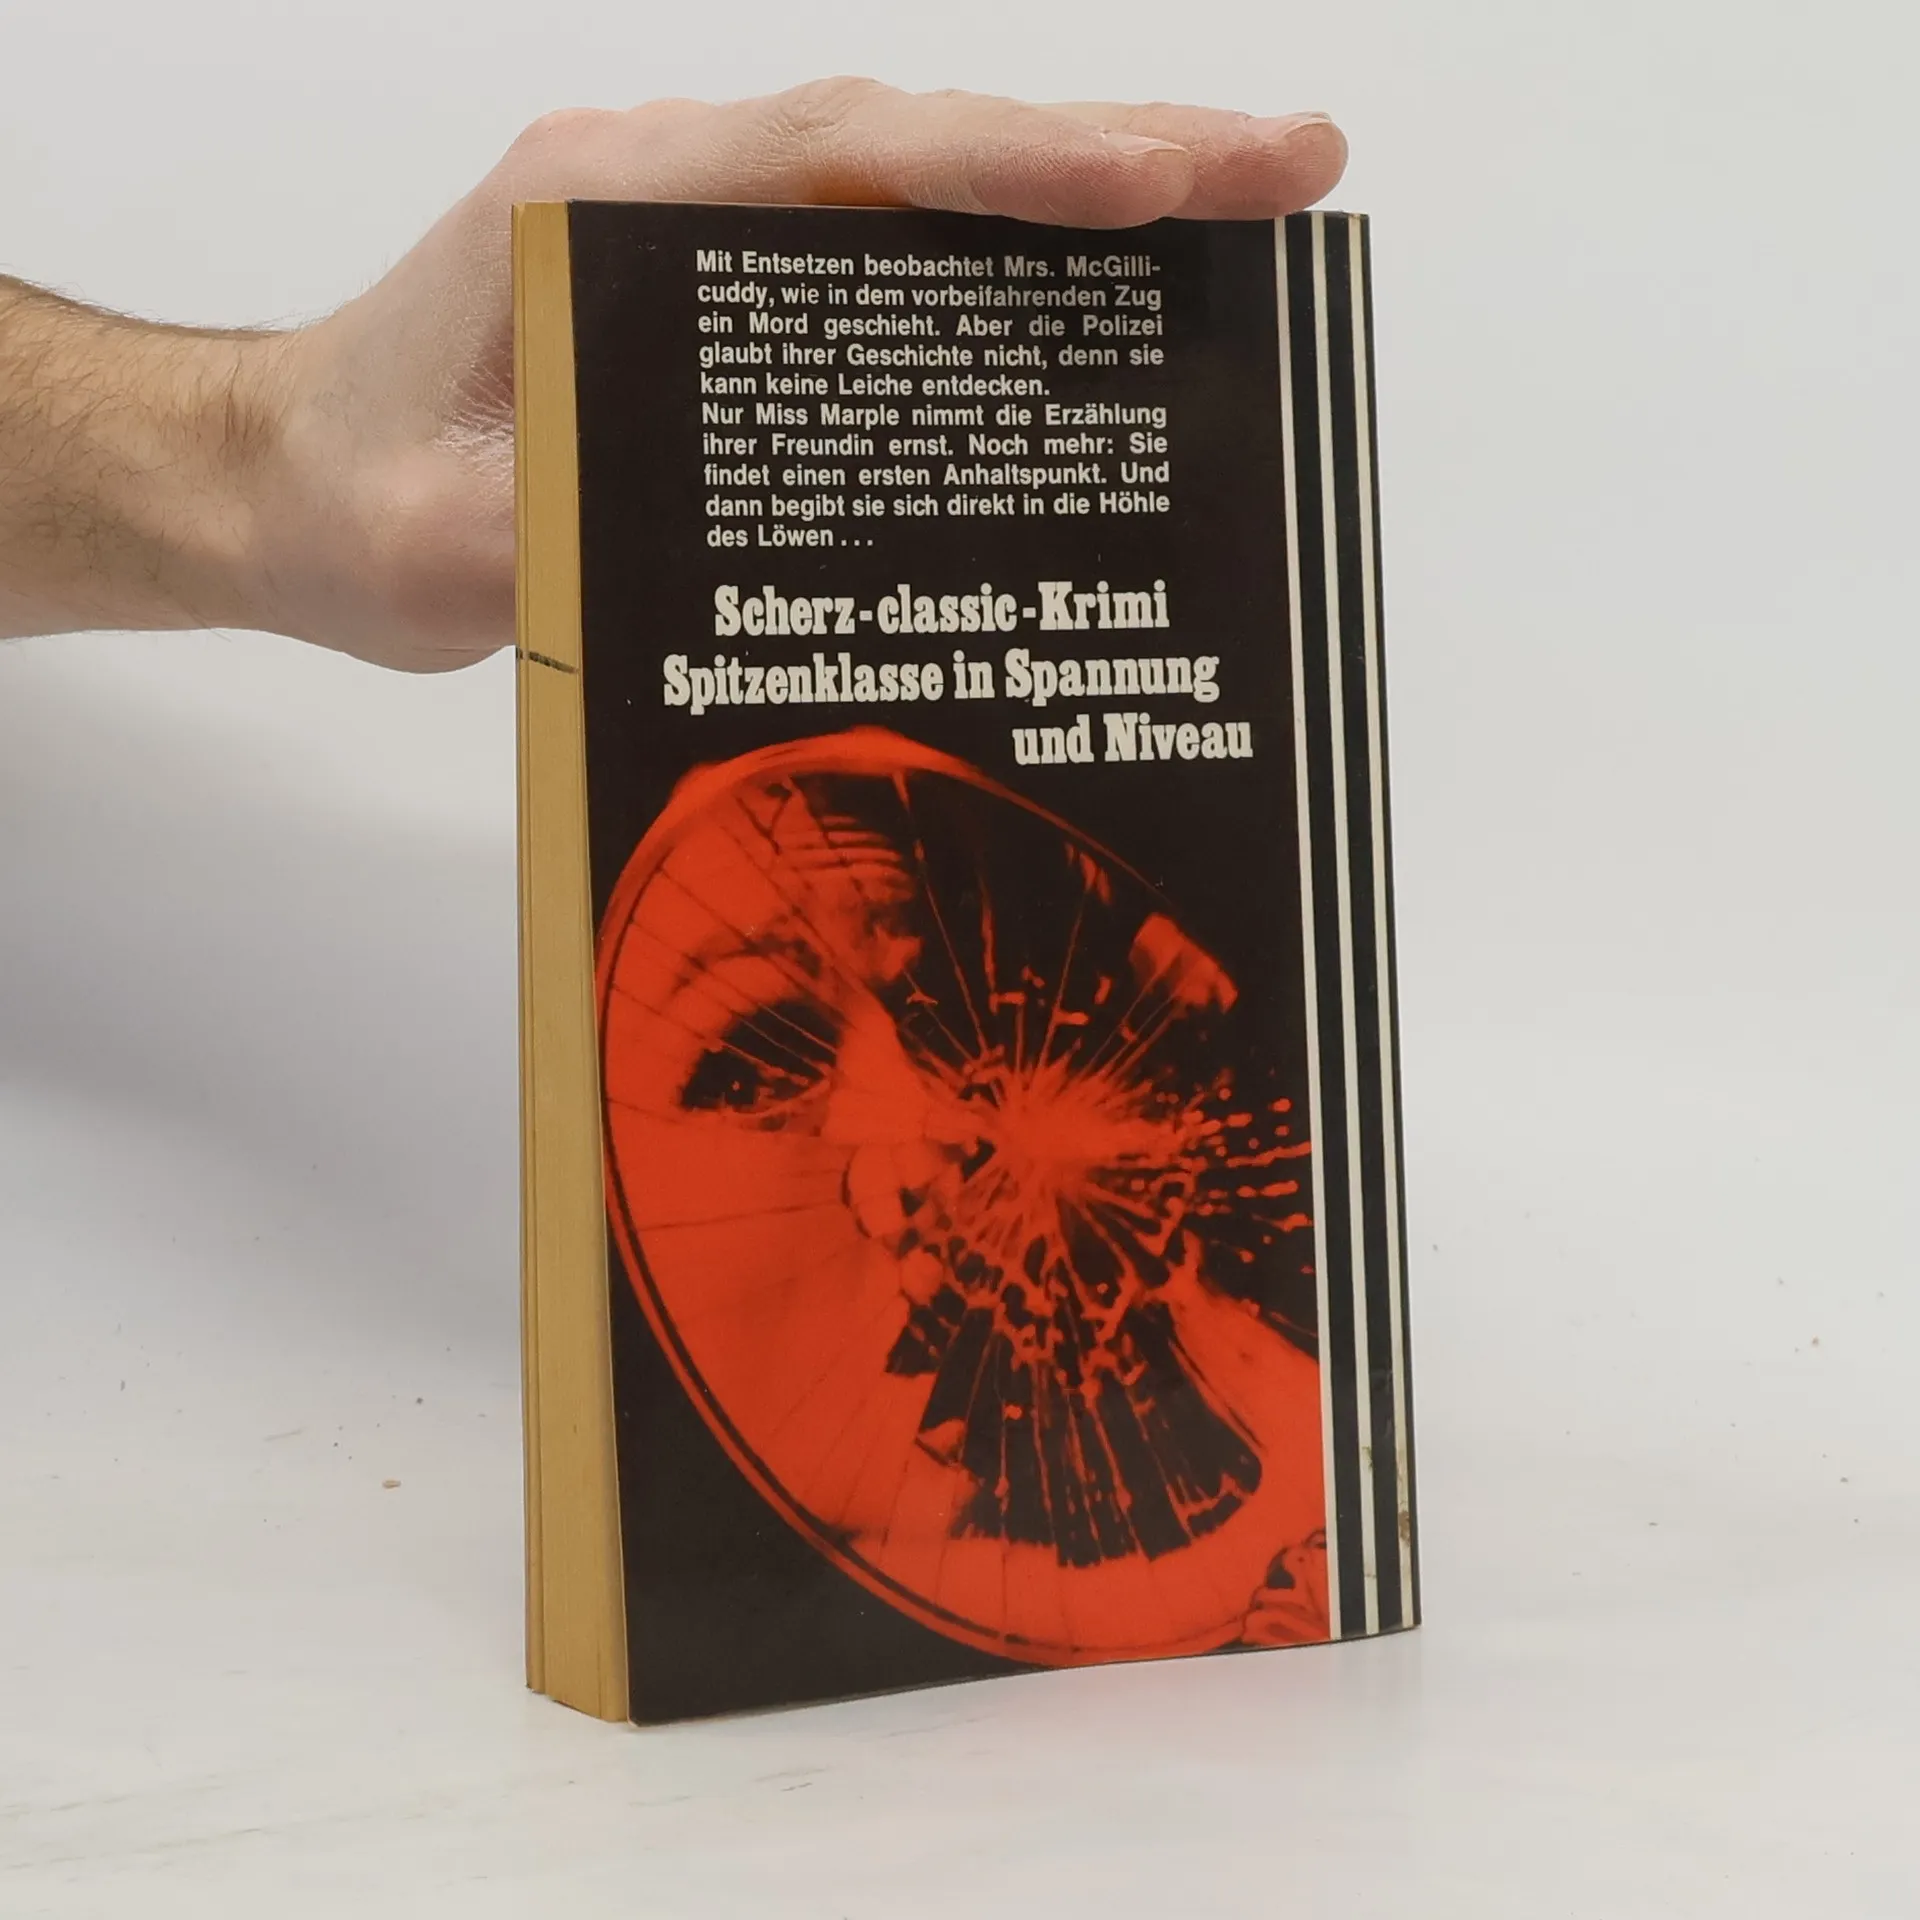 Mit Entsetzen beobachtet Mrs. McGilli-
cuddy, wie in dem vorbeifahrenden Zug
ein Mord geschieht. Aber die Polizei
glaubt ihrer Geschichte nicht, denn sie
kann keine Leiche entdecken.
Nur Miss Marple nimmt die Erzählung
ihrer Freundin ernst. Noch mehr: Sie
findet einen ersten Anhaltspunkt. Und
dann begibt sie sich direkt in die Höhle
des Löwen...
Scherz-classic-Krimi
Spitzenklasse in Spannung
und Niveau